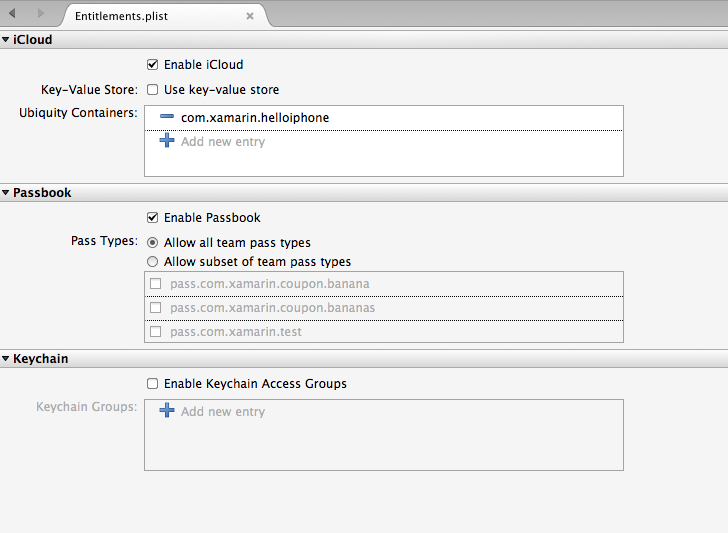 Entitlements.plist
iCloud
Enable iCloud
Key-Value Store: Use key-value store
Ubiquity Containers: com.xamarin.helloiphone
Add new entry
Passbook
Enable Passbook
Pass Types: Allow all team pass types
Allow subset of team pass types
pass.com.xamarin.coupon.banana
pass.com.xamarin.coupon.bananas
pass.com.xamarin.test
Keychain
Enable Keychain Access Groups
Keychain Groups: Add new entry